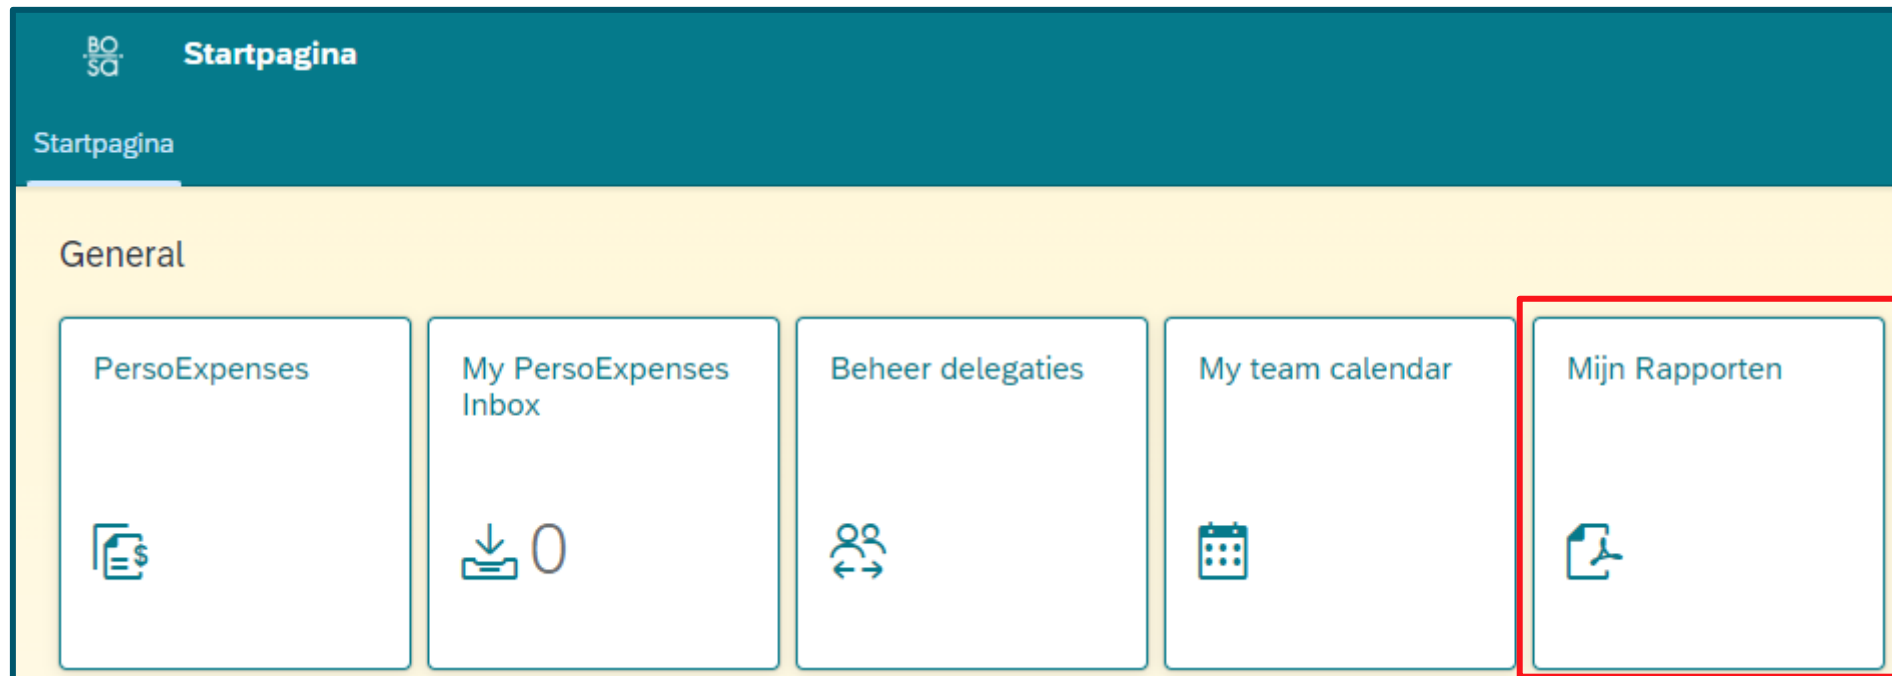 BO
SA
Startpagina
Startpagina
General
PersoExpenses
My PersoExpenses
Inbox
0
Beheer delegaties
My team calendar
Mijn Rapporten